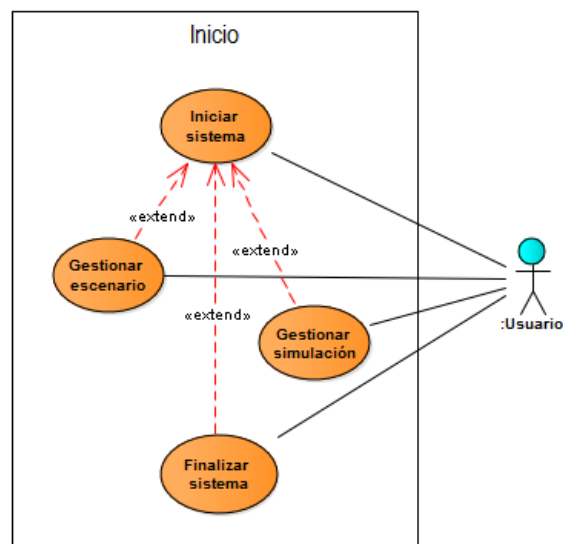 Inicio
Iniciar
sistema
«extend»
«extend»
Gestionar
escenario
«extend»
Gestionar
simulación
:Usuario
Finalizar
sistema